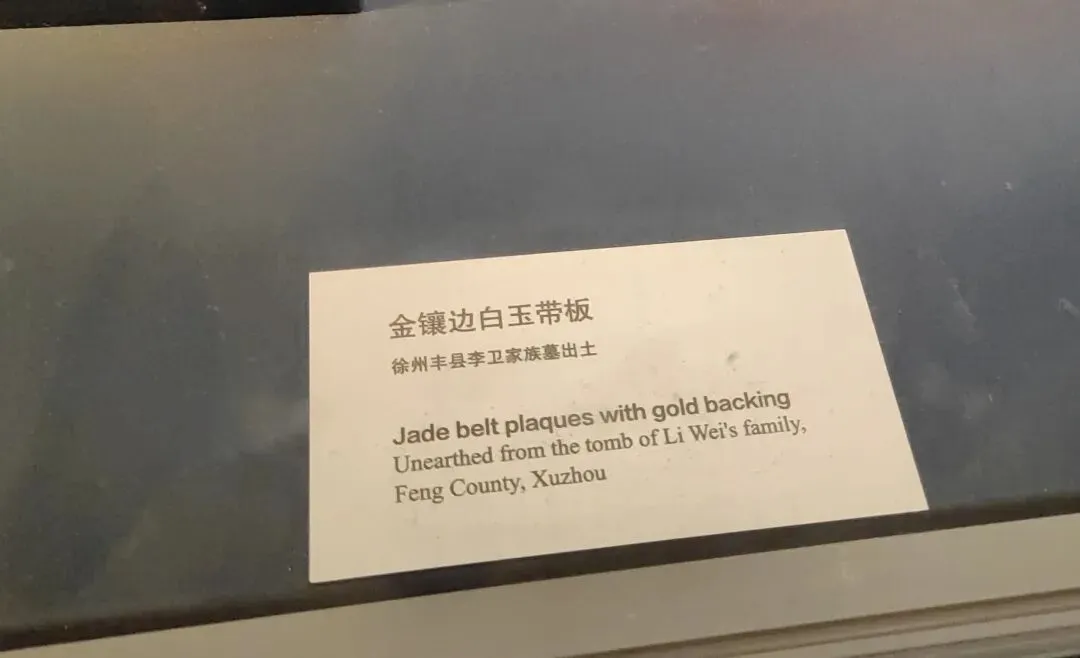 金镶边白玉带板
徐州丰县李卫家族墓出土
Jade belt plaques with gold backing
Unearthed from the tomb of Li Wei's family,
Feng County, Xuzhou